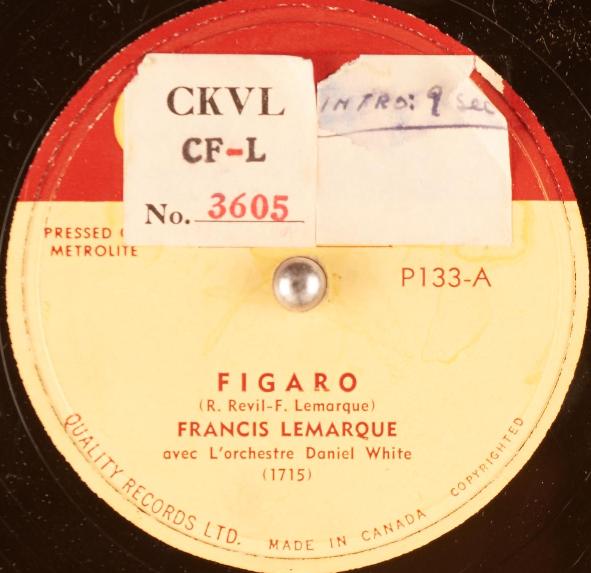 CKVL
CF-L
No. 3605
INTRO: 9 Sec
PRESSED
METROLITE
P133-A
FIGARO
(R. Revil-F. Lemarque)
FRANCIS LEMARQUE
avec L'orchestre Daniel White
(1715)
QUALITY RECORDS LTD. MADE IN CANADA COPYRIGHTED